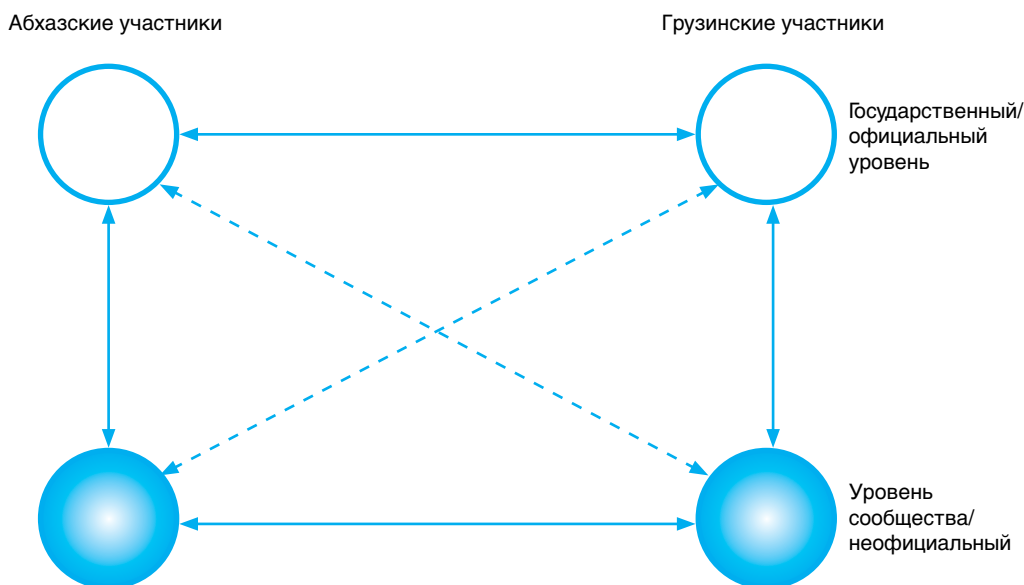 Абхазские участники
Грузинские участники
Государственный/
официальный
уровень
Уровень
сообщества/
неофициальный